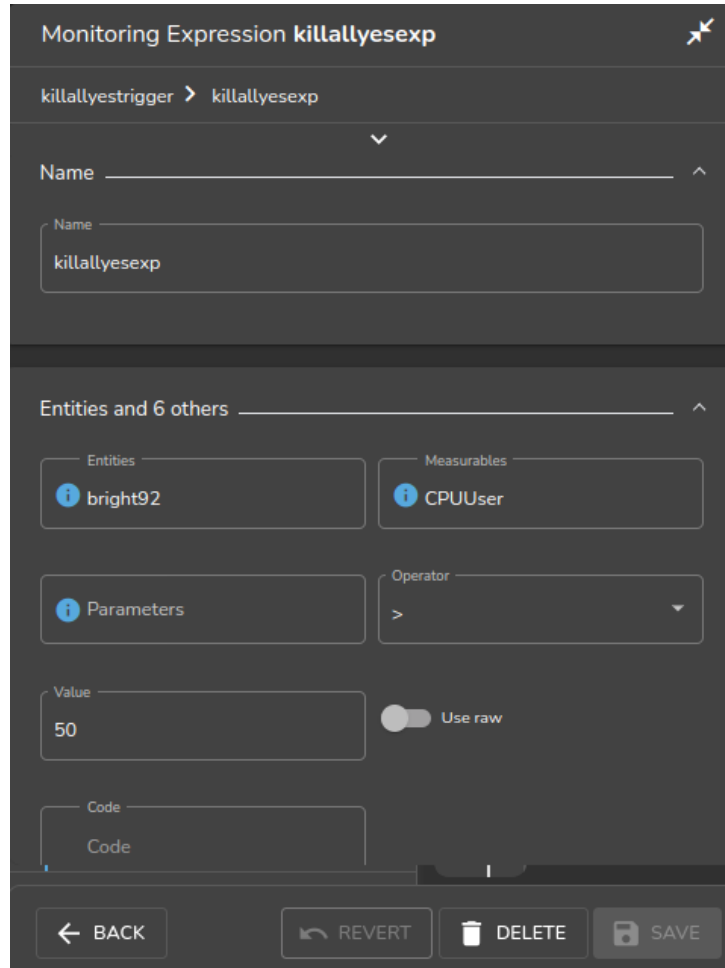 Monitoring Expression killallyesexp
killallyestrigger > killallyesexp
Name
Name
killallyesexp
Entities and 6 others
Entities
bright92
Measurables
CPUUser
Parameters
Operator
>
Value
50
Use raw
Code
Code
BACK
REVERT
DELETE
SAVE